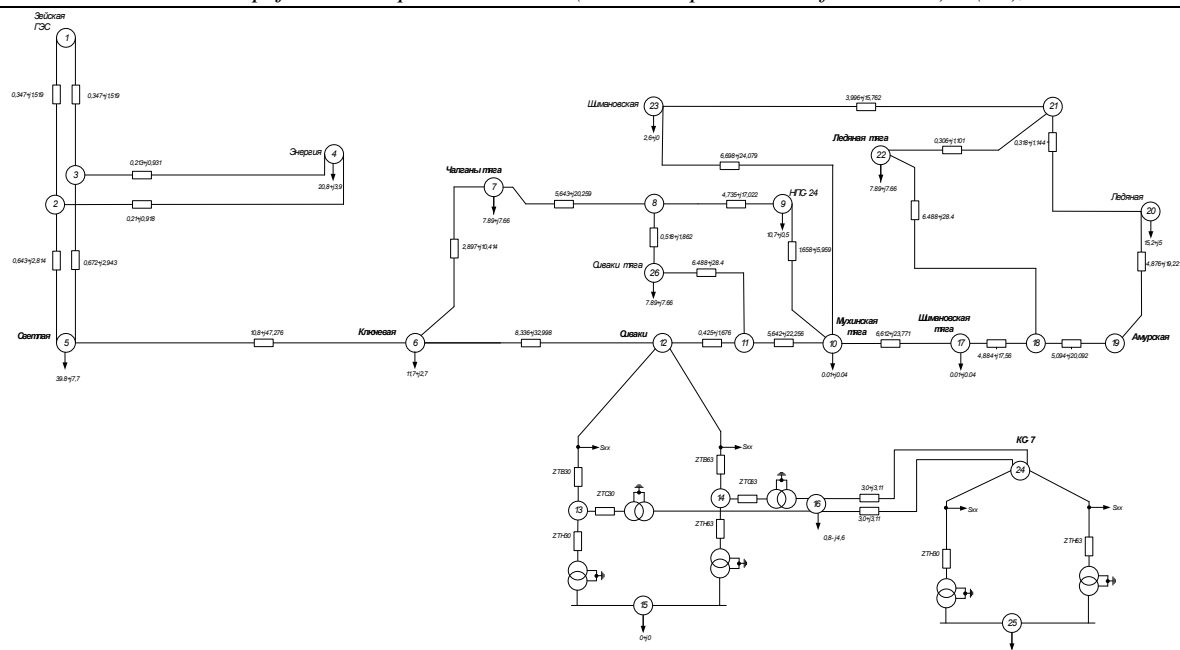 Зейская
ГЭС
1
0,347+j1,519
0,347+j1,519
3
2
0,213+j0,931
0,21+j0,918
Энергия
4
20,8+j3,9
0,643+j2,814
0,672+j2,943
Светлая
5
39.8+j7,7
10,8+j47,276
Ключевая
6
11,7+j2,7
2,897+j10,414
Чалганы тяга
7
7.89+j7.66
5,643+j20,259
8
4,735+j17,022
НПС- 24
9
10,7+j0,5
0,518+j1,862
1,658+j5,959
Сиваки тяга
26
7.89+j7.66
6.488+j28.4
8,336+j32,998
Сиваки
12
0,425+j1,676
11
5,642+j22,256
Мухинская
тяга
10
0.01+j0.04
6,612+j23,771
Шимановская
тяга
17
0.01+j0.04
4,884+j17,56
18
5,094+j20,092
19
Амурская
Шимановская
23
2,6+j0
3,996+j15,762
21
6,698+j24,079
Ледяная тяга
22
7.89+j7.66
0,306+j1,101
0,318+j1,144
6.488+j28.4
Ледяная
20
15,2+j5
4,876+j19,22
Sхх
Sхх
ZTB30
ZTB63
ZTC30
ZTC63
13
14
16
ZTH30
ZTH63
0,8-j4,6
3,0+j3,11
3,0+j3,11
15
0+j0
КС-7
24
Sхх
Sхх
ZTH30
ZTH63
25